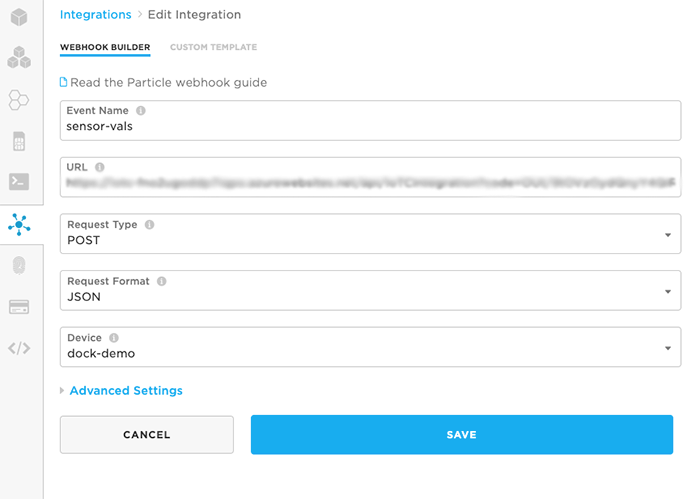 Integrations > Edit Integration
WEBHOOK BUILDER CUSTOM TEMPLATE
Read the Particle webhook guide
Event Name
sensor-vals
URL
Request Type
POST
Request Format
JSON
Device
dock-demo
Advanced Settings
CANCEL SAVE